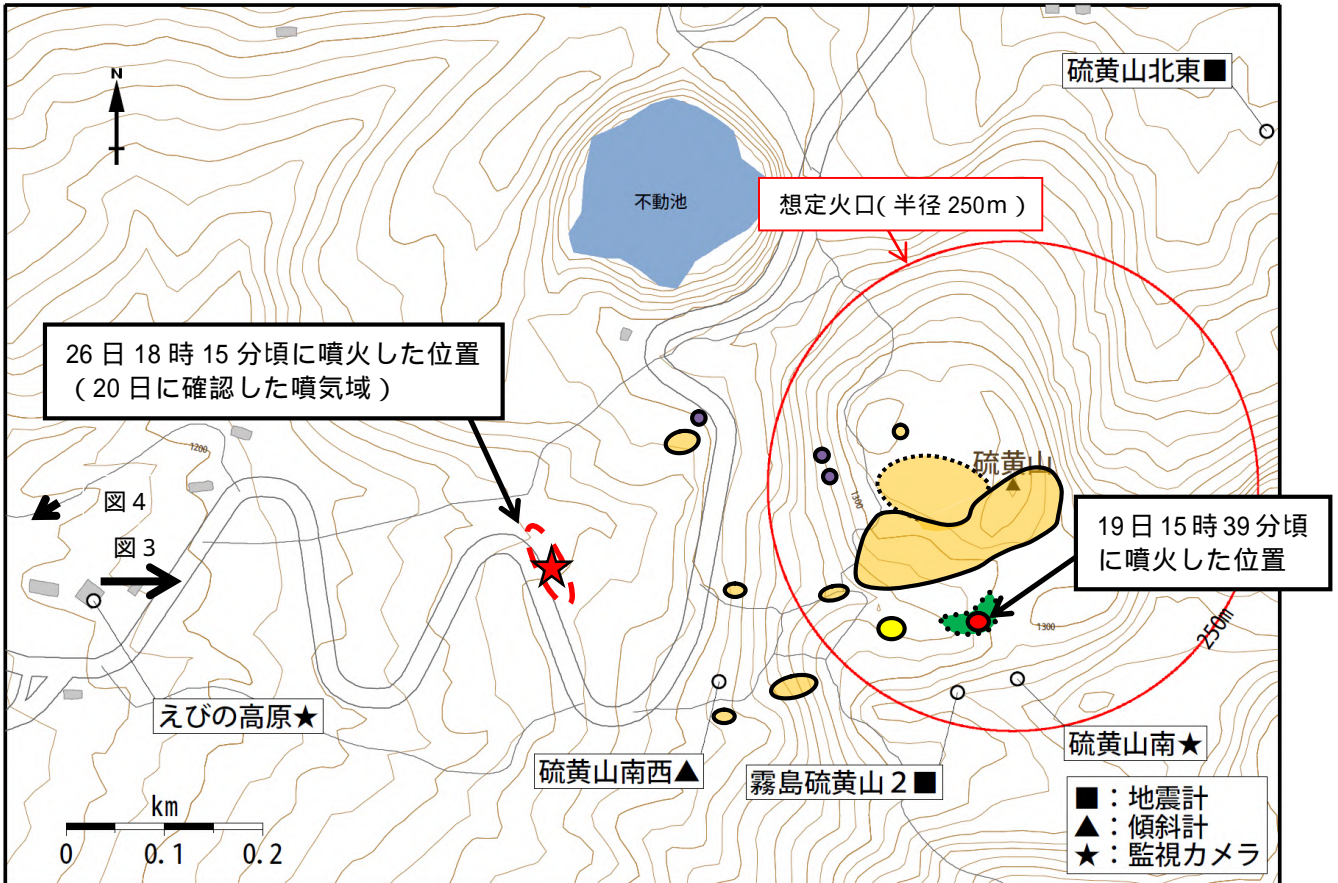 硫黄山北東■
N
不動池
想定火口(半径250m)
26日18時15分頃に噴火した位置
(20日に確認した噴気域)
1200
硫黄山
図4
1300
19日15時39分頃
に噴火した位置
図3
1300
250m
えびの高原★
硫黄山南西▲
霧島硫黄山2■
硫黄山南★
km
0 0.1 0.2
■:地震計
▲:傾斜計
★:監視カメラ